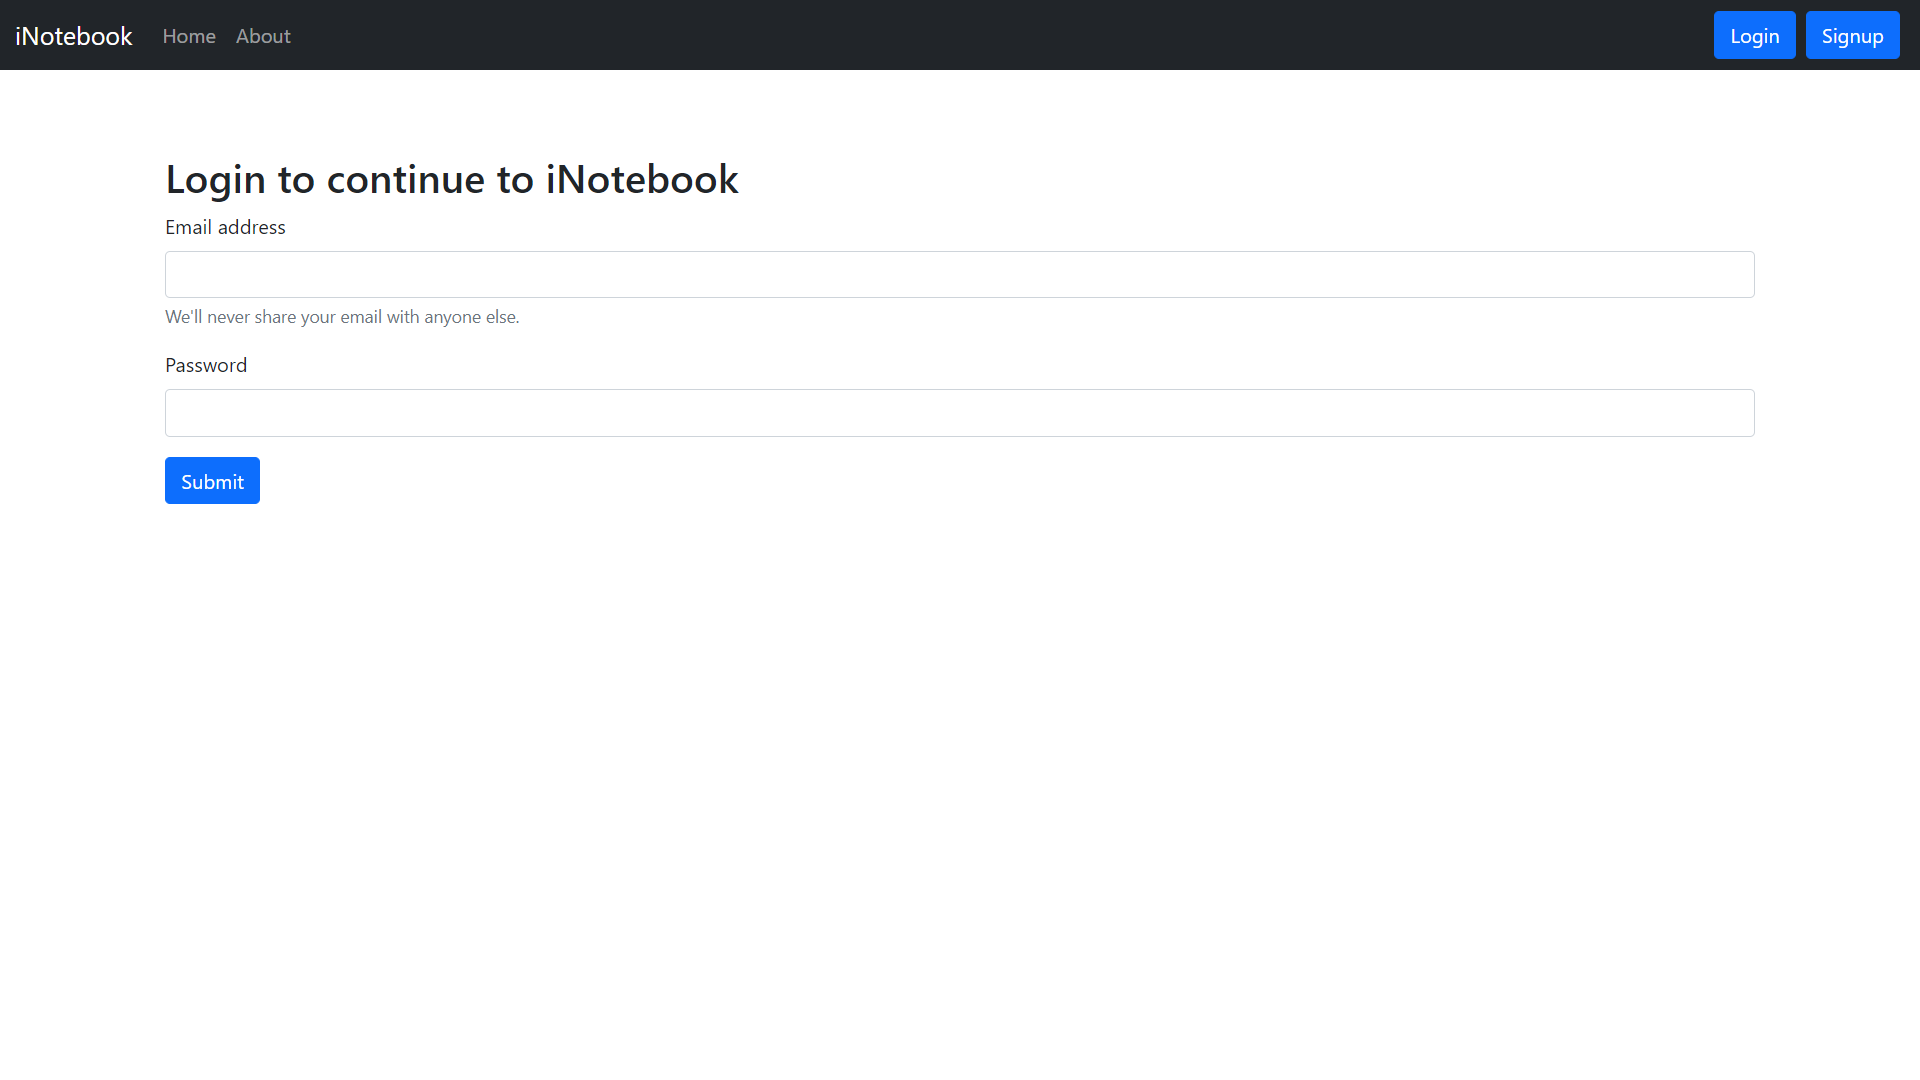 iNotebook Home About Login Signup
Login to continue to iNotebook
Email address
We'll never share your email with anyone else.
Password
Submit